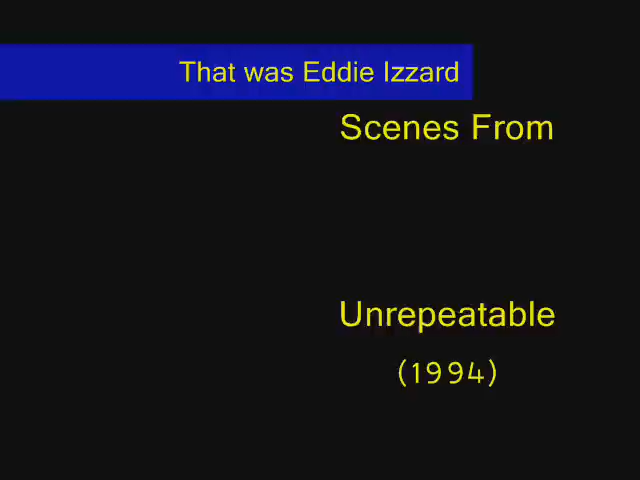 That was Eddie Izzard
Scenes From
Unrepeatable
(1994)